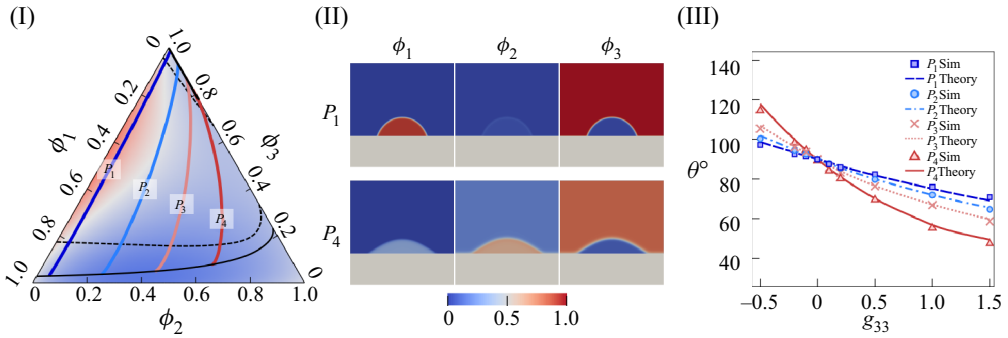 (I)
0
1.0
0.2
0.8
0.4
0.6
0.6
0.4
0.8
0.2
1.0
0
ϕ1
ϕ3
P1
P2
P3
P4
0
0.2
0.4
0.6
0.8
1.0
ϕ2
(II)
ϕ1
ϕ2
ϕ3
P1
P4
0
0.5
1.0
(III)
140
120
100
80
60
40
θ°
P1 Sim
P1 Theory
P2 Sim
P2 Theory
P3 Sim
P3 Theory
P4 Sim
P4 Theory
−0.5
0
0.5
1.0
1.5
g33